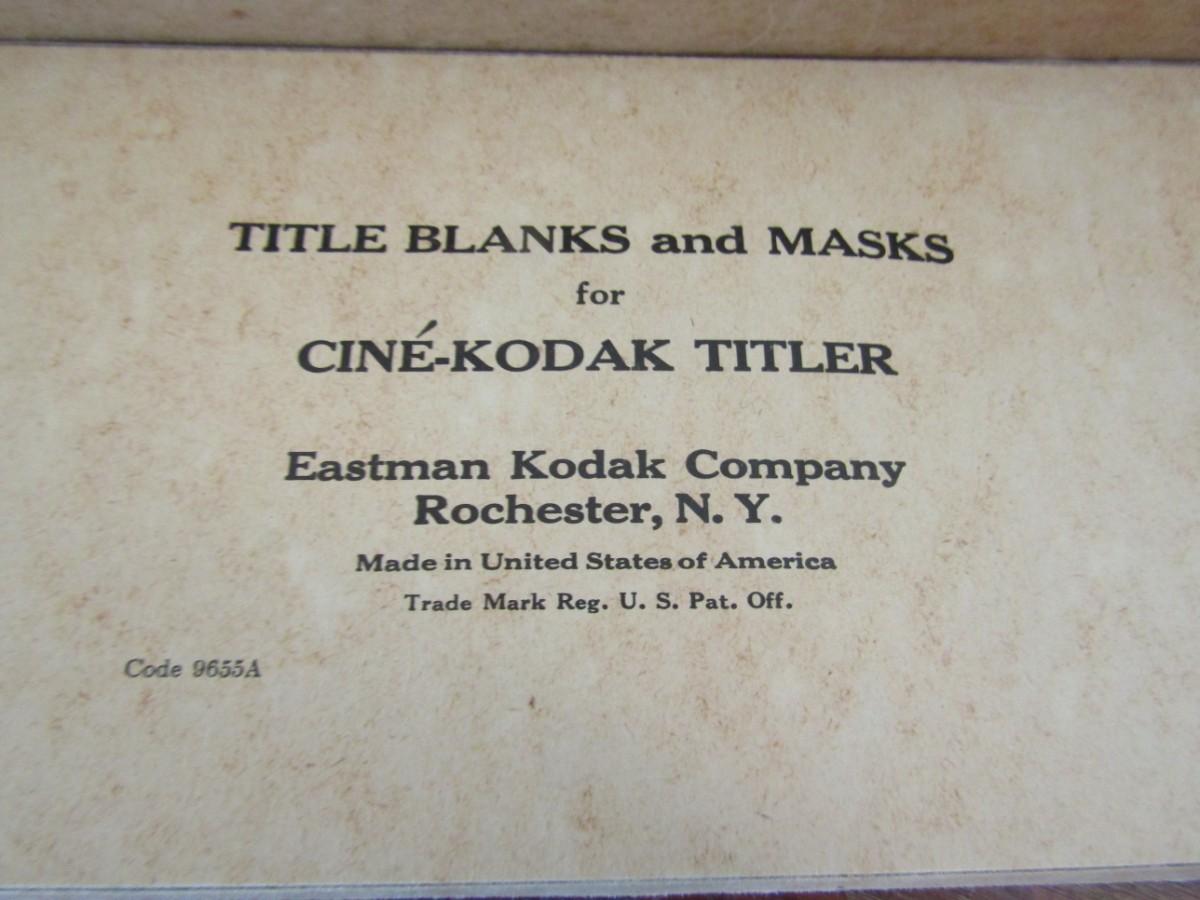 TITLE BLANKS and MASKS
for
CINÉ-KODAK TITLER
Eastman Kodak Company
Rochester, N. Y.
Made in United States of America
Trade Mark Reg. U. S. Pat. Off.
Code 9655A